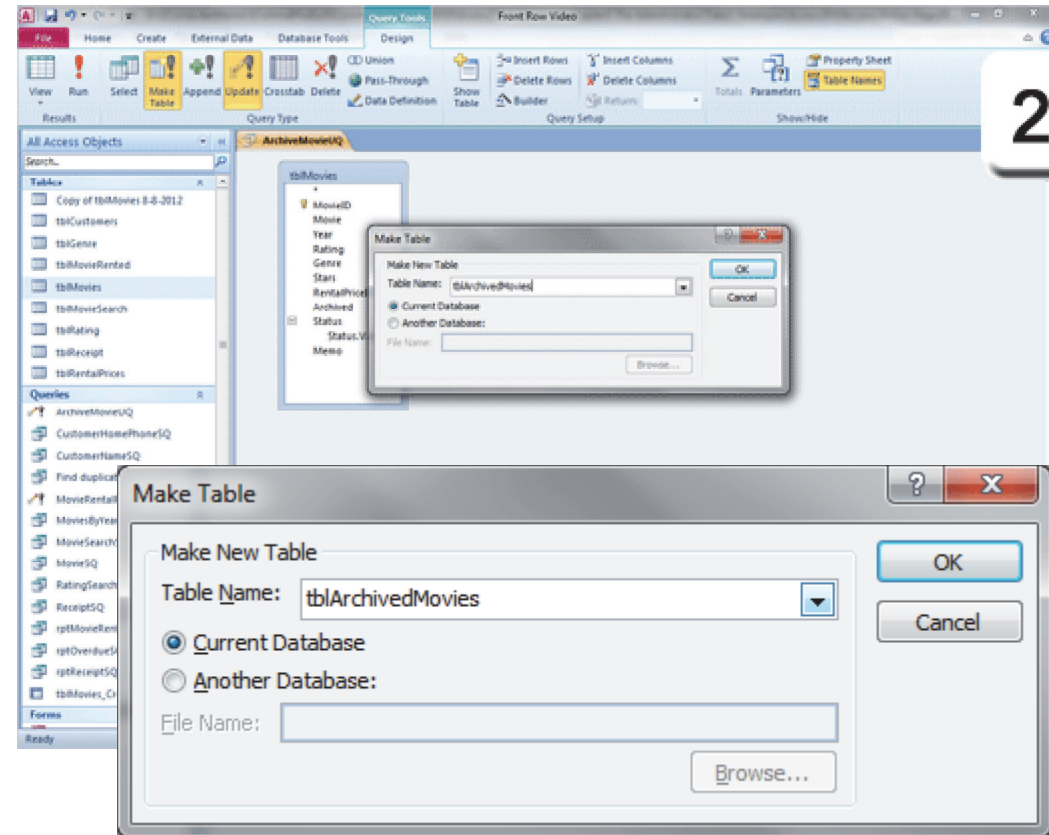 Query Tools Front Row Video
File Home Create External Data Database Tools Design
Union Insert Rows Insert Columns Property Sheet
Pass-Through Delete Rows Delete Columns Table Names
View Run Select Make Table Append Update Crosstab Delete Data Definition Show Table Builder Return: Totals Parameters
Results Query Type Query Setup Show/Hide
2
All Access Objects ArchiveMovieUQ
Search...
Tables
Copy of tblMovies 8-8-2012
tblCustomers
tblGenre
tblMovieRented
tblMovies
tblMovieSearch
tblRating
tblReceipt
tblRentalPrices
Queries
ArchiveMovieUQ
CustomerHomePhoneSQ
CustomerNameSQ
Find duplicat
MovieRentalP
MoviesByYear
MovieSearch
MovieSQ
RatingSearch
ReceiptSQ
rptMovieRent
rptOverdueS
rptReceiptSQ
tblMovies_Cr
Forms
Ready
tblMovies
*
MovieID
Movie
Year
Rating
Genre
Stars
RentalPrice
Archived
Status
Status.V
Memo
Make Table
Make New Table
Table Name: tblArchivedMovies
OK
Current Database
Cancel
Another Database:
File Name:
Browse...
Make Table
Make New Table
OK
Table Name: tblArchivedMovies
Cancel
Current Database
Another Database:
File Name:
Browse...